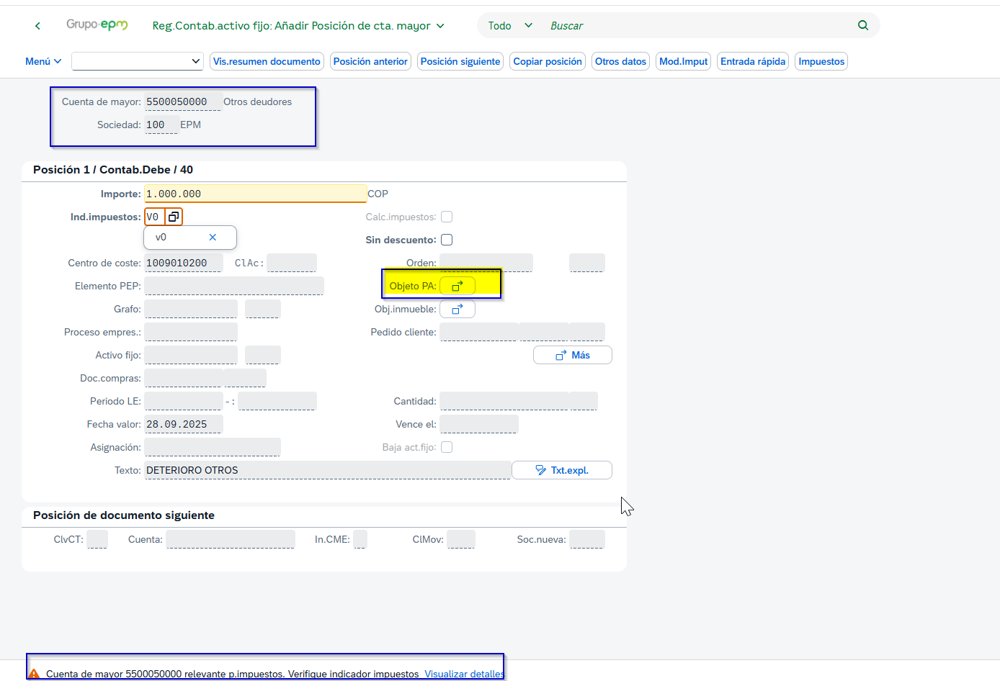 Grupo·epm Reg.Contab.activo fijo: Añadir Posición de cta. mayor Todo Buscar
Menú Vis.resumen documento Posición anterior Posición siguiente Copiar posición Otros datos Mod.Imput Entrada rápida Impuestos
Cuenta de mayor: 5500050000 Otros deudores
Sociedad: 100 EPM
Posición 1 / Contab.Debe / 40
Importe: 1.000.000 COP
Ind.impuestos: V0 Calc.impuestos:
v0 Sin descuento:
Centro de coste: 1009010200 ClAc: Orden:
Elemento PEP: Objeto PA:
Grafo: Obj.inmueble:
Proceso empres.: Pedido cliente:
Activo fijo: Más
Doc.compras:
Periodo LE: -: Cantidad:
Fecha valor: 28.09.2025 Vence el:
Asignación: Baja act.fijo:
Texto: DETERIORO OTROS Txt.expl.
Posición de documento siguiente
ClvCT: Cuenta: In.CME: ClMov: Soc.nueva:
Cuenta de mayor 5500050000 relevante p.impuestos. Verifique indicador impuestos Visualizar detalles